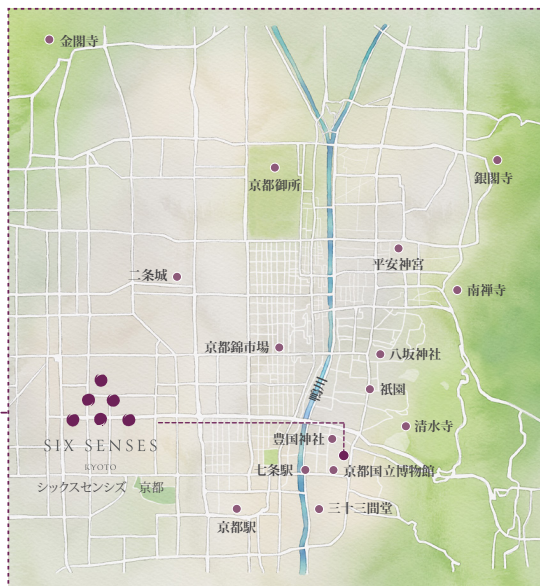 金閣寺
京都御所
銀閣寺
平安神宮
二条城
南禅寺
京都錦市場
八坂神社
祇園
清水寺
豊国神社
SIX SENSES
KYOTO
シックスセンシズ 京都
七条駅
京都国立博物館
三十三間堂
京都駅